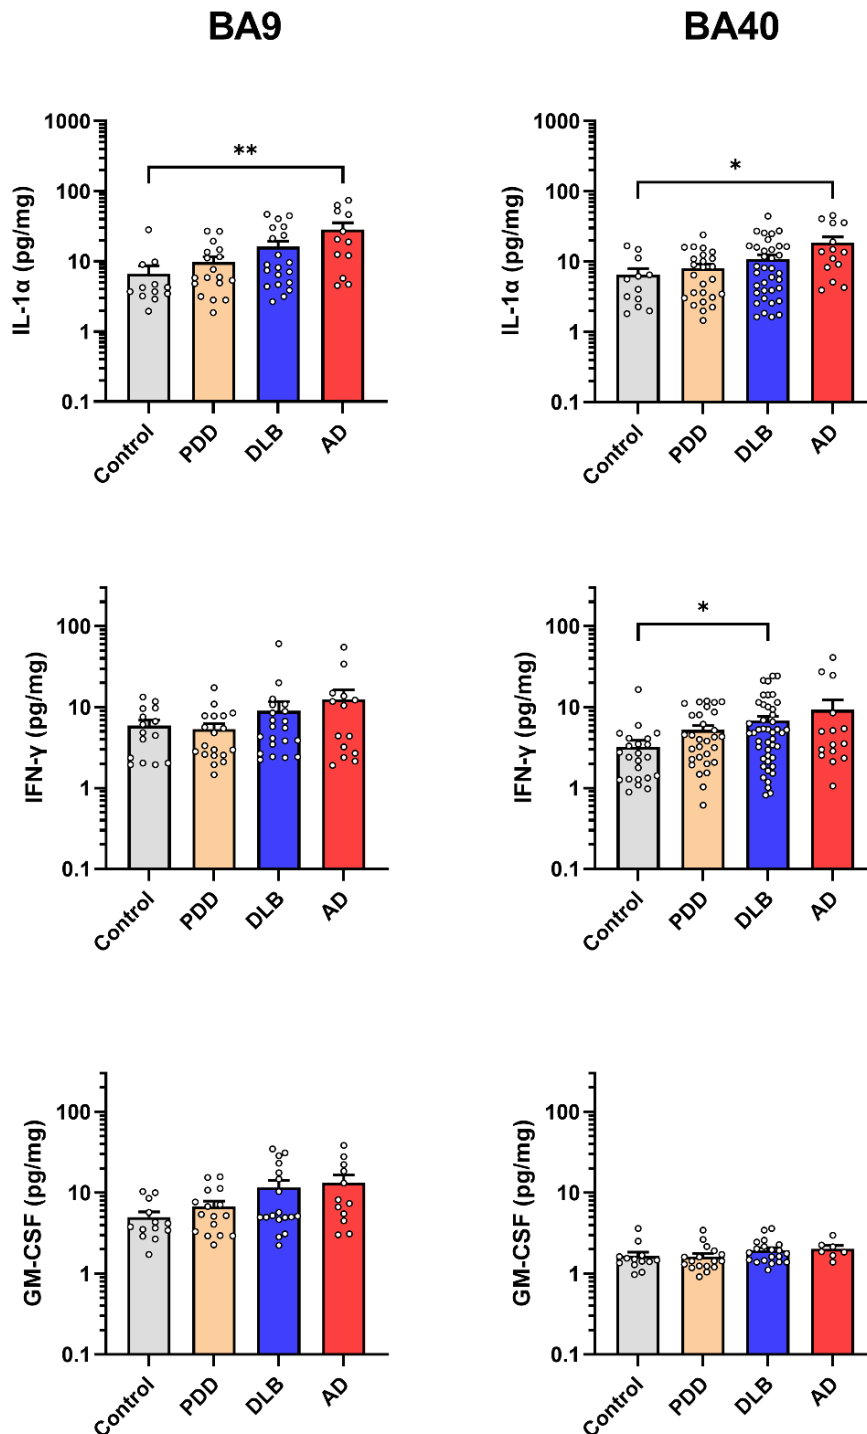 BA9 BA40
IL-1α (pg/mg)
1000
100
10
1
0.1
**
Control PDD DLB AD
IL-1α (pg/mg)
1000
100
10
1
0.1
*
Control PDD DLB AD
IFN-γ (pg/mg)
100
10
1
0.1
Control PDD DLB AD
IFN-γ (pg/mg)
100
10
1
0.1
*
Control PDD DLB AD
GM-CSF (pg/mg)
100
10
1
0.1
Control PDD DLB AD
GM-CSF (pg/mg)
100
10
1
0.1
Control PDD DLB AD